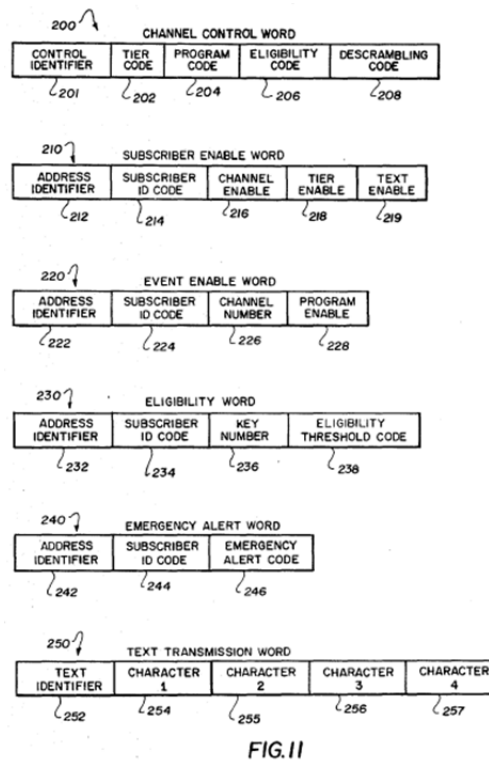 200
CHANNEL CONTROL WORD
CONTROL IDENTIFIER TIER CODE PROGRAM CODE ELIGIBILITY CODE DESCRAMBLING CODE
201 202 204 206 208
210
SUBSCRIBER ENABLE WORD
ADDRESS IDENTIFIER SUBSCRIBER ID CODE CHANNEL ENABLE TIER ENABLE TEXT ENABLE
212 214 216 218 219
220
EVENT ENABLE WORD
ADDRESS IDENTIFIER SUBSCRIBER ID CODE CHANNEL NUMBER PROGRAM ENABLE
222 224 226 228
230
ELIGIBILITY WORD
ADDRESS IDENTIFIER SUBSCRIBER ID CODE KEY NUMBER ELIGIBILITY THRESHOLD CODE
232 234 236 238
240
EMERGENCY ALERT WORD
ADDRESS IDENTIFIER SUBSCRIBER ID CODE EMERGENCY ALERT CODE
242 244 246
250
TEXT TRANSMISSION WORD
TEXT IDENTIFIER CHARACTER 1 CHARACTER 2 CHARACTER 3 CHARACTER 4
252 254 255 256 257
FIG.11